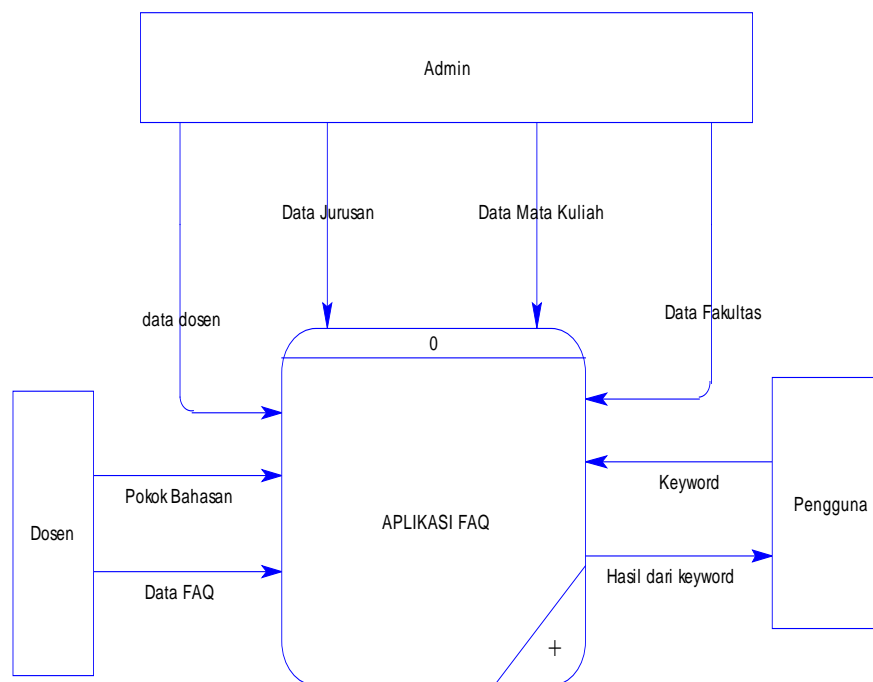 Admin
Data Jurusan
Data Mata Kuliah
data dosen
Data Fakultas
0
Pokok Bahasan
Keyword
Dosen
APLIKASI FAQ
Pengguna
Data FAQ
Hasil dari keyword
+